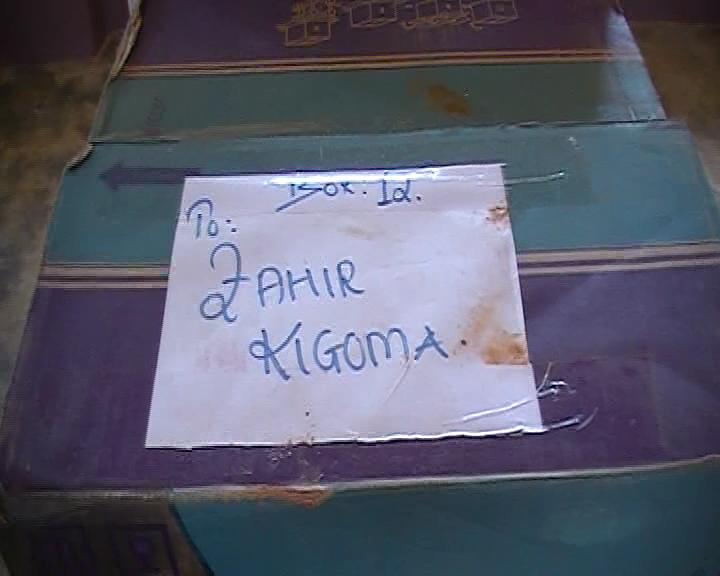 Box: Id.
To:
ZAHIR
KIGOMA.